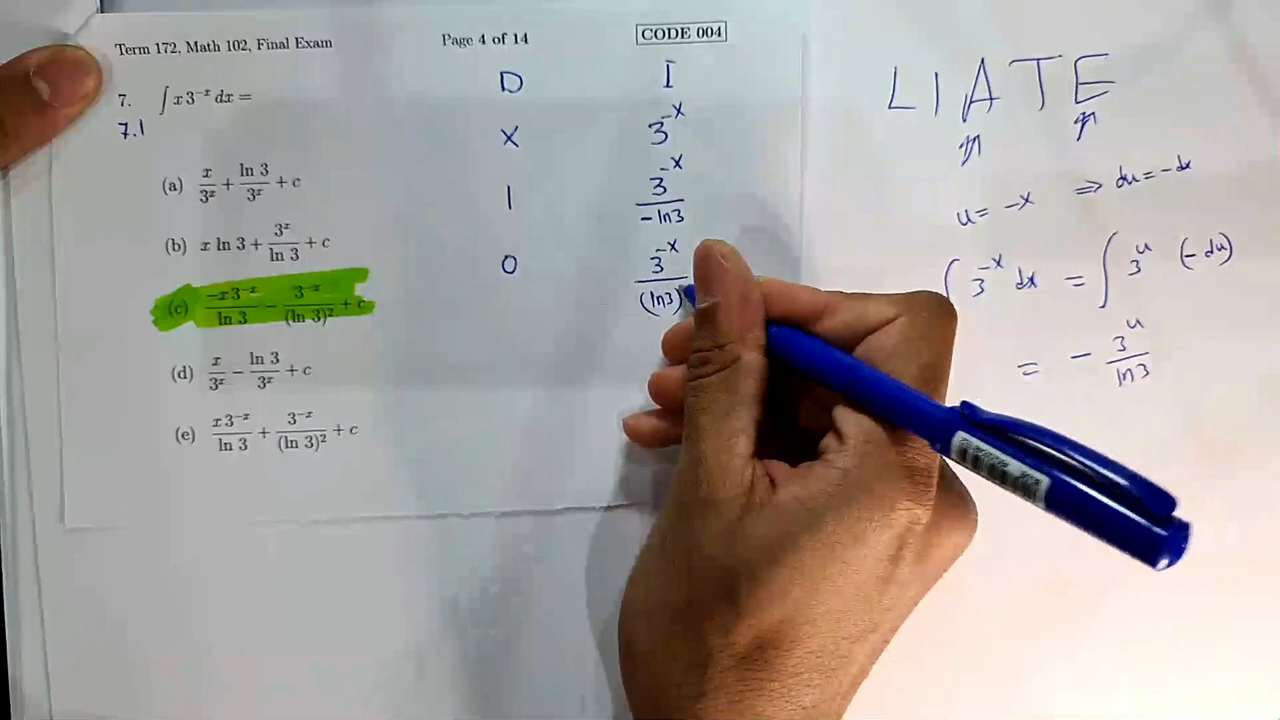 Term 172, Math 102, Final Exam Page 4 of 14 CODE 004
7. ∫ x 3^{-x} dx =
7.1
(a) x/3^x + ln 3/3^x + c
(b) x ln 3 + 3^x/ln 3 + c
(c) -x 3^{-x}/ln 3 - 3^{-x}/(ln 3)^2 + c
(d) x/3^x - ln 3/3^x + c
(e) x 3^{-x}/ln 3 + 3^{-x}/(ln 3)^2 + c
D I
x 3^{-x}
1 3^{-x}/-ln3
0 3^{-x}/(ln3)
LIATE
u = -x ⇒ du = -dx
∫ 3^{-x} dx = ∫ 3^u (-du)
= - 3^u/ln3